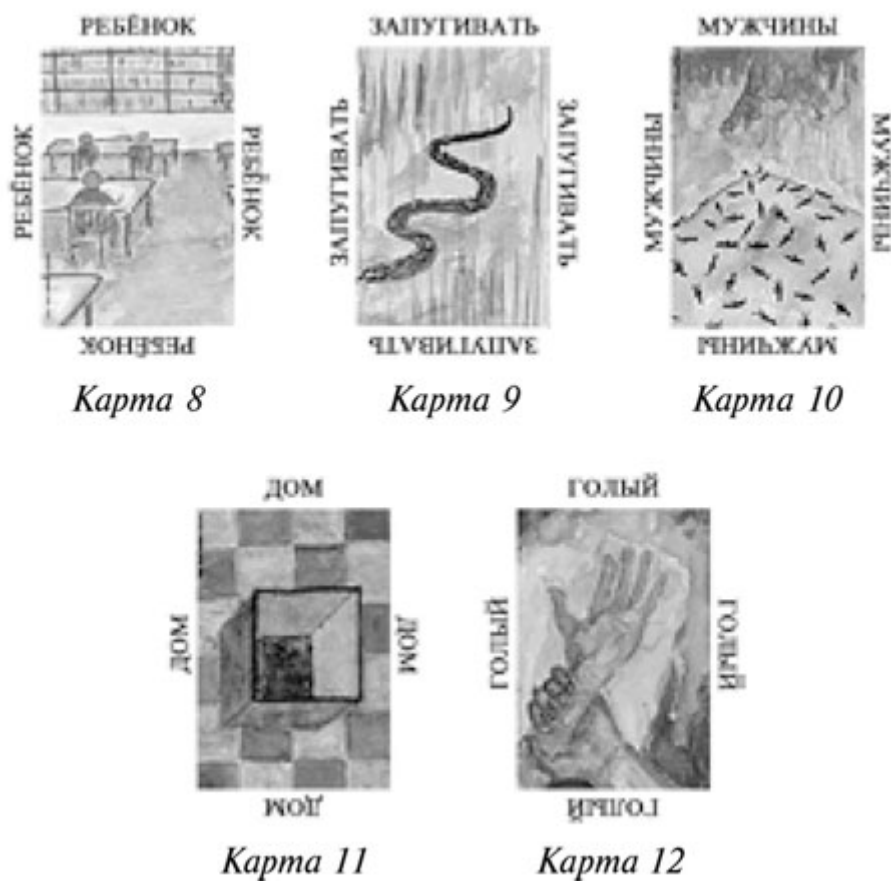 РЕБЁНОК ЗАПУГИВАТЬ МУЖЧИНЫ
РЕБЁНОК РЕБЁНОК ЗАПУГИВАТЬ ЗАПУГИВАТЬ МУЖЧИНЫ МУЖЧИНЫ
РЕБЁНОК ЗАПУГИВАТЬ МУЖЧИНЫ
Карта 8 Карта 9 Карта 10
ДОМ ГОЛЫЙ
ДОМ ДОМ ГОЛЫЙ ГОЛЫЙ
ДОМ ГОЛЫЙ
Карта 11 Карта 12